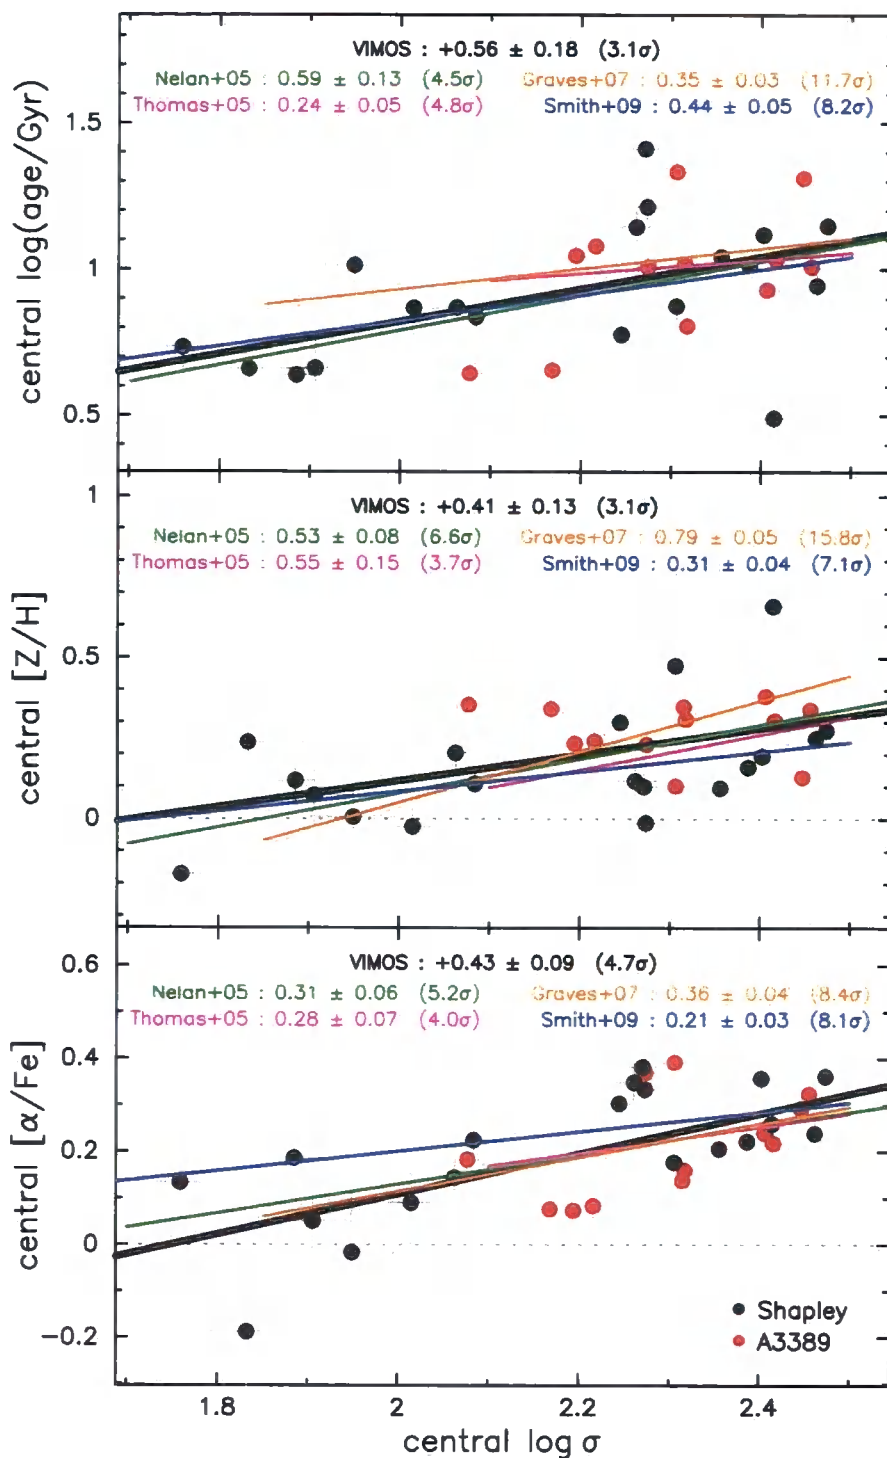 VIMOS : +0.56 ± 0.18 (3.1σ)
Nelan+05 : 0.59 ± 0.13 (4.5σ) Graves+07 : 0.35 ± 0.03 (11.7σ)
Thomas+05 : 0.24 ± 0.05 (4.8σ) Smith+09 : 0.44 ± 0.05 (8.2σ)
central log(age/Gyr)
1.5
1
0.5
VIMOS : +0.41 ± 0.13 (3.1σ)
Nelan+05 : 0.53 ± 0.08 (6.6σ) Graves+07 : 0.79 ± 0.05 (15.8σ)
Thomas+05 : 0.55 ± 0.15 (3.7σ) Smith+09 : 0.31 ± 0.04 (7.1σ)
central [Z/H]
1
0.5
0
VIMOS : +0.43 ± 0.09 (4.7σ)
Nelan+05 : 0.31 ± 0.06 (5.2σ) Graves+07 : 0.36 ± 0.04 (8.4σ)
Thomas+05 : 0.28 ± 0.07 (4.0σ) Smith+09 : 0.21 ± 0.03 (8.1σ)
central [α/Fe]
0.6
0.4
0.2
0
−0.2
Shapley
A3389
1.8 2 2.2 2.4
central log σ